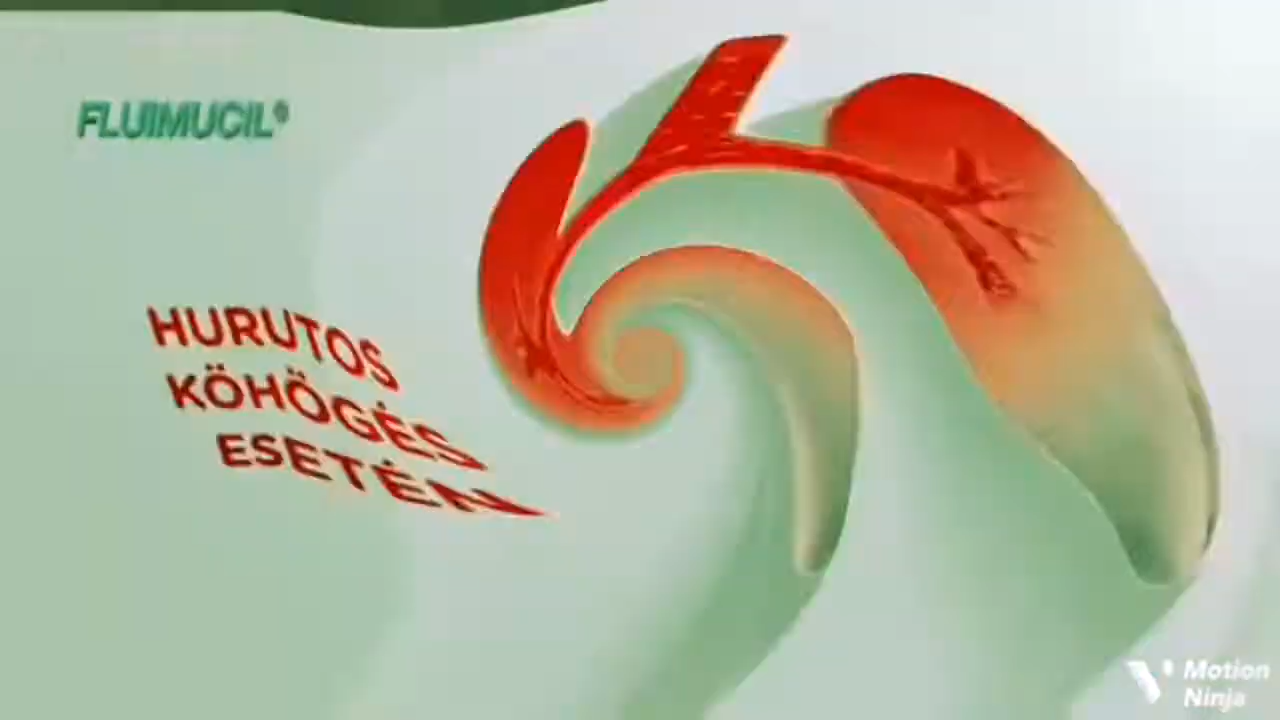 FLUIMUCIL®
HURUTOS
KÖHÖGÉS
ESETÉN
Motion
Ninja